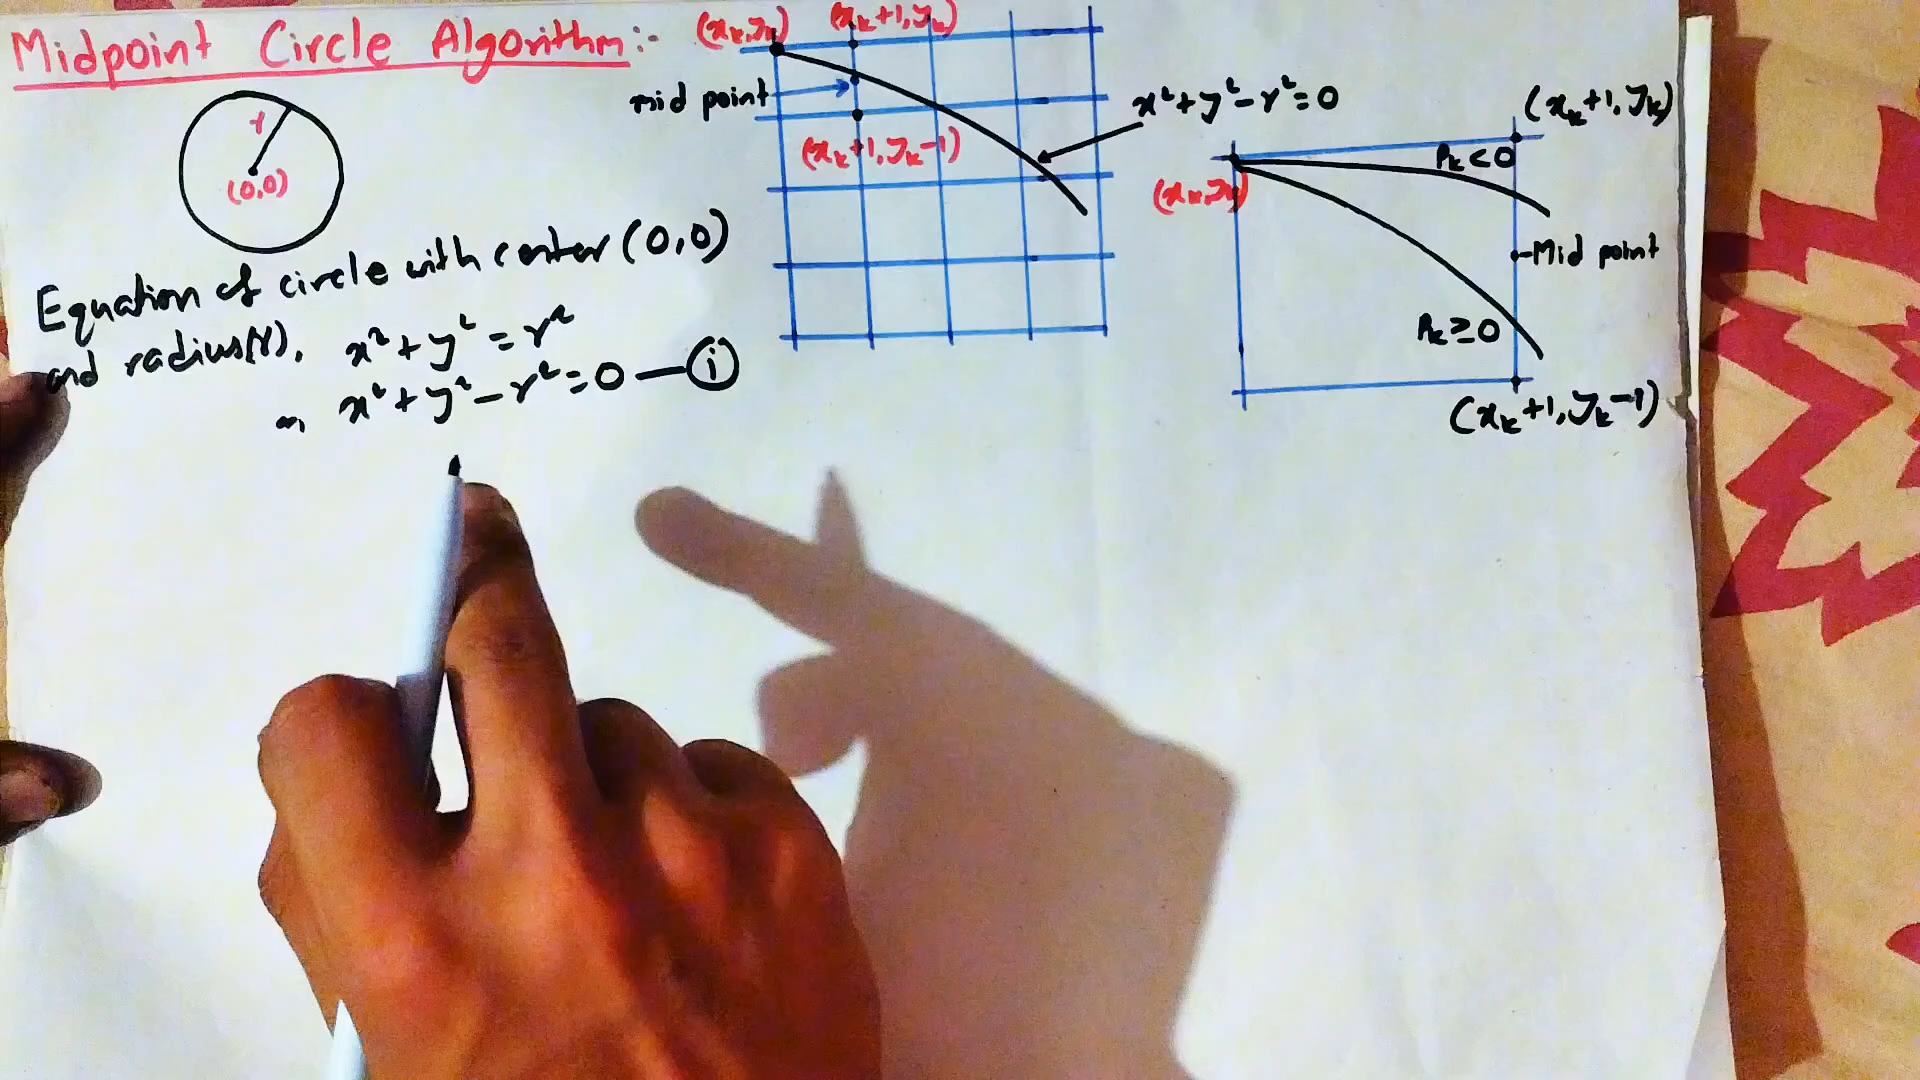 Midpoint Circle Algorithm:-
r
(0,0)
Equation of circle with center (0,0)
and radius(r), x²+y²=r²
x²+y²-r²=0 — (i)
(xₖ,yₖ)
(xₖ+1,yₖ)
mid point
(xₖ+1,yₖ-1)
x²+y²-r²=0
(xₖ+1,yₖ)
Pₖ<0
(xₖ,yₖ)
Mid point
Pₖ≥0
(xₖ+1,yₖ-1)